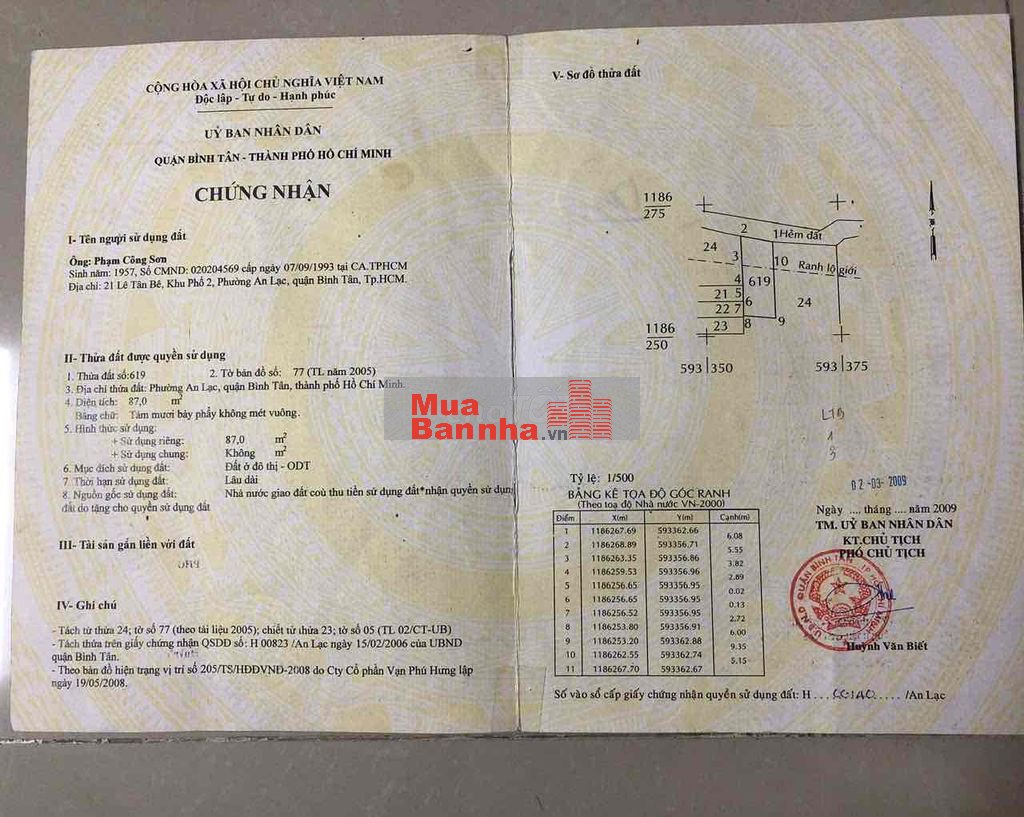 CỘNG HÒA XÃ HỘI CHỦ NGHĨA VIỆT NAM
Độc lập - Tự do - Hạnh phúc
UỶ BAN NHÂN DÂN
QUẬN BÌNH TÂN - THÀNH PHỐ HỒ CHÍ MINH
CHỨNG NHẬN
I- Tên người sử dụng đất
Ông: Phạm Công Sơn
Sinh năm: 1957, Số CMND: 020204569 cấp ngày 07/09/1993 tại CA.TPHCM
Địa chỉ: 21 Lê Tân Bê, Khu Phố 2, Phường An Lạc, quận Bình Tân, Tp.HCM.
II- Thửa đất được quyền sử dụng
1. Thửa đất số:619 2. Tờ bản đồ số: 77 (TL năm 2005)
3. Địa chỉ thửa đất: Phường An Lạc, quận Bình Tân, thành phố Hồ Chí Minh.
4. Diện tích: 87,0 m2
Bằng chữ: Tám mươi bảy phẩy không mét vuông.
5. Hình thức sử dụng:
+ Sử dụng riêng: 87,0 m2
+ Sử dụng chung: Không m2
6. Mục đích sử dụng đất: Đất ở đô thị - ODT
7. Thời hạn sử dụng đất: Lâu dài
8. Nguồn gốc sử dụng đất: Nhà nước giao đất coù thu tiền sử dụng đất*nhận quyền sử dụng
đất do tặng cho quyền sử dụng đất
III- Tài sản gắn liền với đất
IV- Ghi chú
- Tách từ thửa 24; tờ số 77 (theo tài liệu 2005); chiết từ thửa 23; tờ số 05 (TL 02/CT-UB)
- Tách thửa trên giấy chứng nhận QSDĐ số: H 00823 /An Lạc ngày 15/02/2006 của UBND
quận Bình Tân.
- Theo bản đồ hiện trạng vị trí số 205/TS/HĐĐVNĐ-2008 do Cty Cổ phần Vạn Phú Hưng lập
ngày 19/05/2008.
V- Sơ đồ thửa đất
1186
275
2
1 Hẻm đất
24
3
10 Ranh lộ giới
4
619
21 5
6
24
22 7
23
8
9
1186
250
593 350
593 375
Mua
Bannha.vn
1
3
Tỷ lệ: 1/500
BẢNG KÊ TỌA ĐỘ GÓC RANH
(Theo toạ độ Nhà nước VN-2000)
Điểm X(m) Y(m) Cạnh(m)
1 1186267.69 593362.66
6.08
2 1186268.89 593356.71
5.55
3 1186263.35 593356.86
3.82
4 1186259.53 593356.96
2.89
5 1186256.65 593356.95
0.02
6 1186256.65 593356.95
0.13
7 1186256.52 593356.95
2.72
8 1186253.80 593356.91
6.00
9 1186253.20 593362.88
9.35
10 1186262.55 593362.74
5.15
11 1186267.70 593362.67
02-03-2009
Ngày .... tháng .... năm 2009
TM. UỶ BAN NHÂN DÂN
KT.CHỦ TỊCH
PHÓ CHỦ TỊCH
Huỳnh Văn Biết
Số vào sổ cấp giấy chứng nhận quyền sử dụng đất: H ... ..... /An Lạc